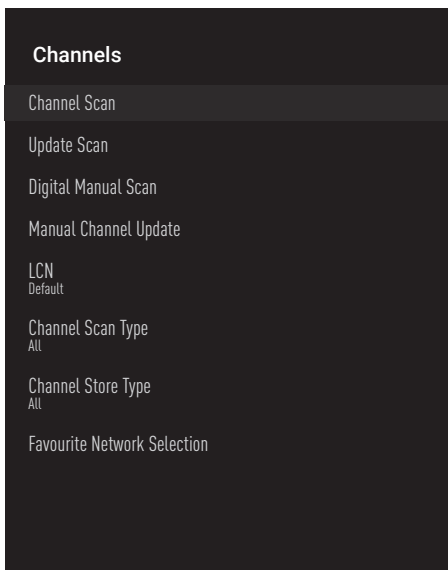 Channels
Channel Scan
Update Scan
Digital Manual Scan
Manual Channel Update
LCN
Default
Channel Scan Type
All
Channel Store Type
All
Favourite Network Selection